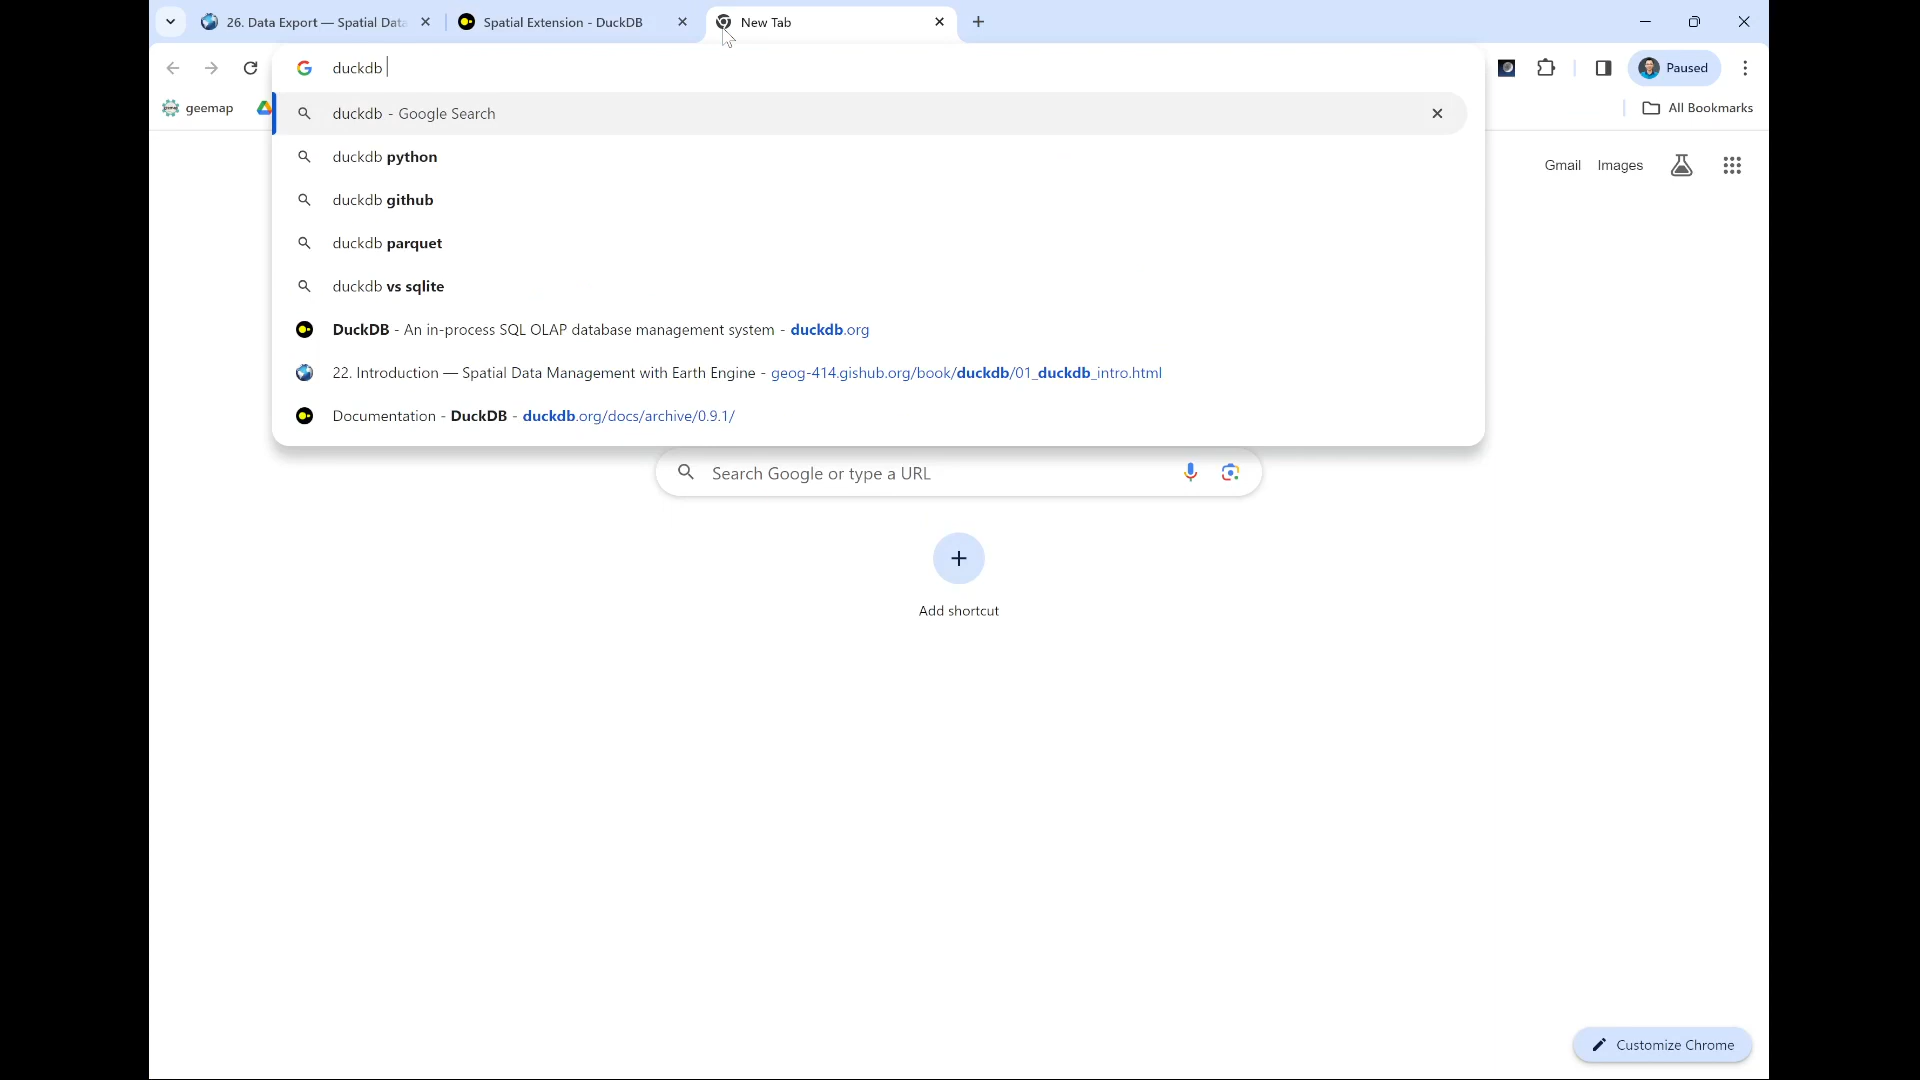 26. Data Export — Spatial Data
Spatial Extension - DuckDB
New Tab
duckdb
Paused
geemap
All Bookmarks
duckdb - Google Search
duckdb python
duckdb github
duckdb parquet
duckdb vs sqlite
DuckDB - An in-process SQL OLAP database management system - duckdb.org
22. Introduction — Spatial Data Management with Earth Engine - geog-414.gishub.org/book/duckdb/01_duckdb_intro.html
Documentation - DuckDB - duckdb.org/docs/archive/0.9.1/
Gmail Images
Search Google or type a URL
Add shortcut
Customize Chrome